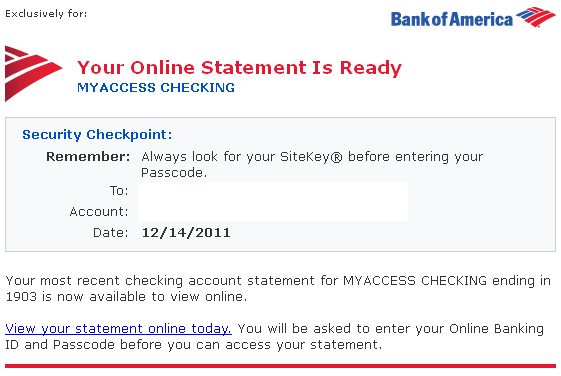 Exclusively for:
Bank of America
Your Online Statement Is Ready
MYACCESS CHECKING
Security Checkpoint:
Remember: Always look for your SiteKey® before entering your
Passcode.
To:
Account:
Date: 12/14/2011
Your most recent checking account statement for MYACCESS CHECKING ending in
1903 is now available to view online.
View your statement online today. You will be asked to enter your Online Banking
ID and Passcode before you can access your statement.